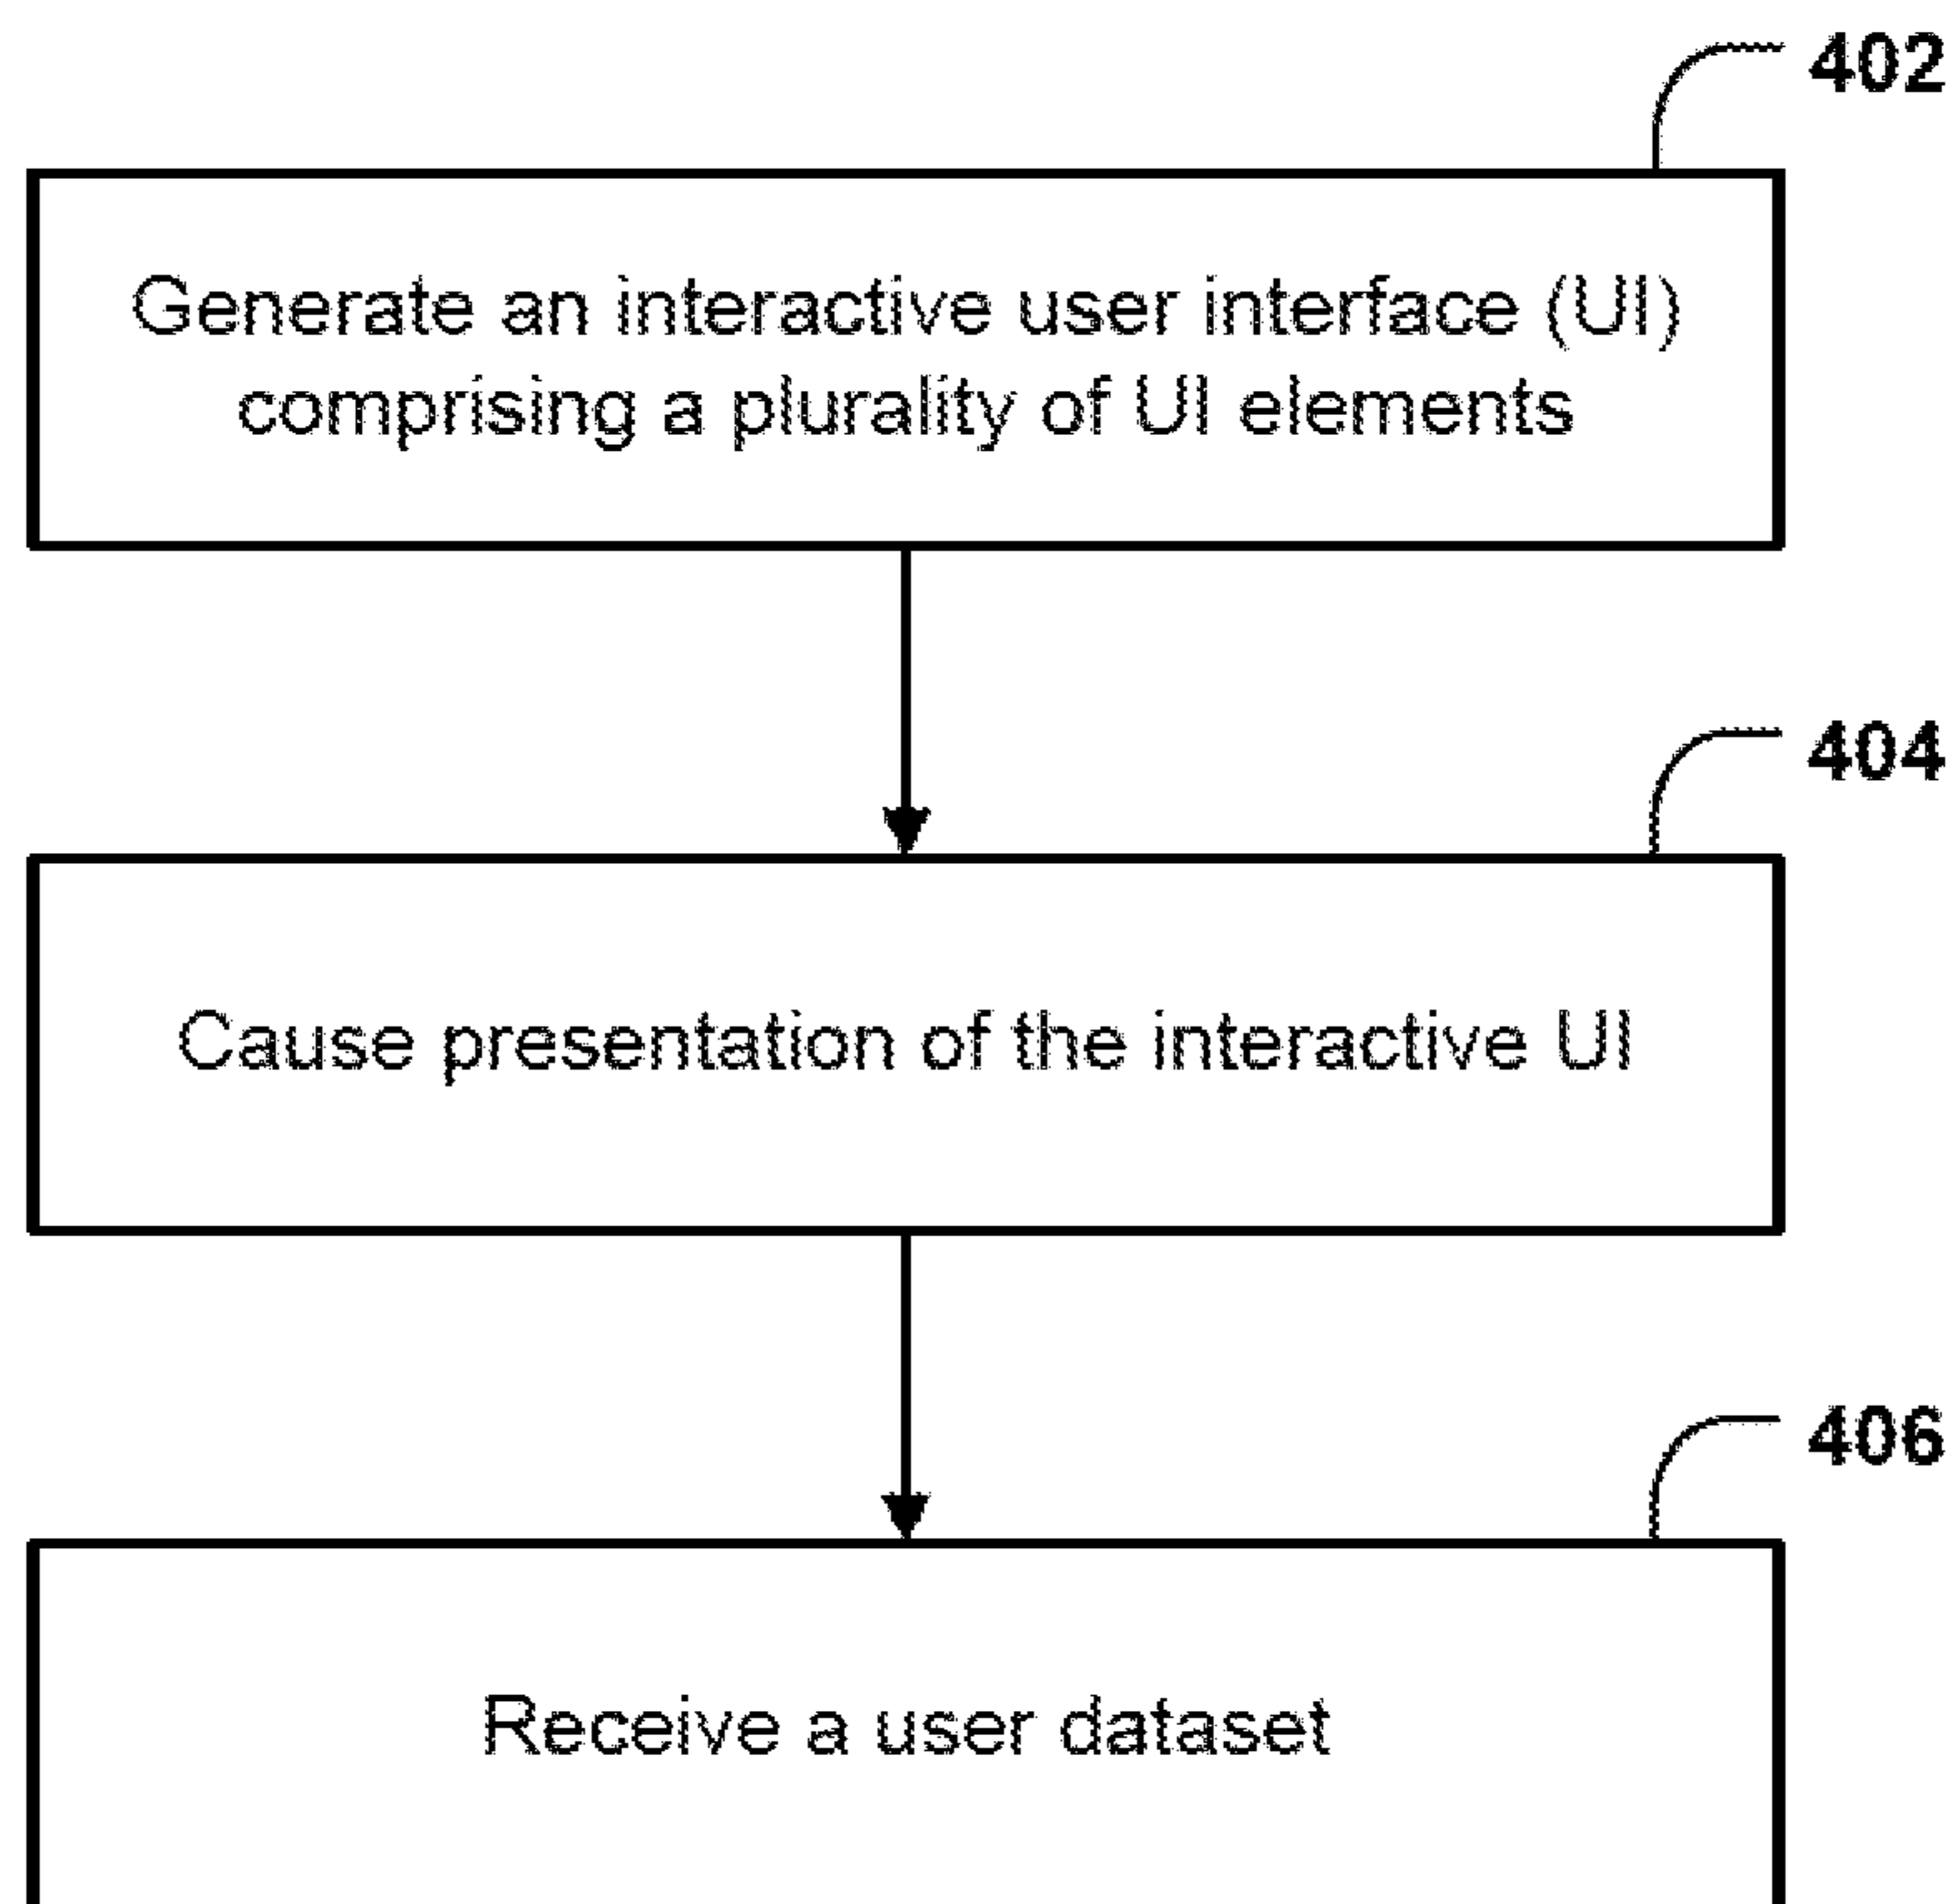 402
Generate an interactive user interface (UI)
comprising a plurality of UI elements
404
Cause presentation of the interactive UI
406
Receive a user dataset